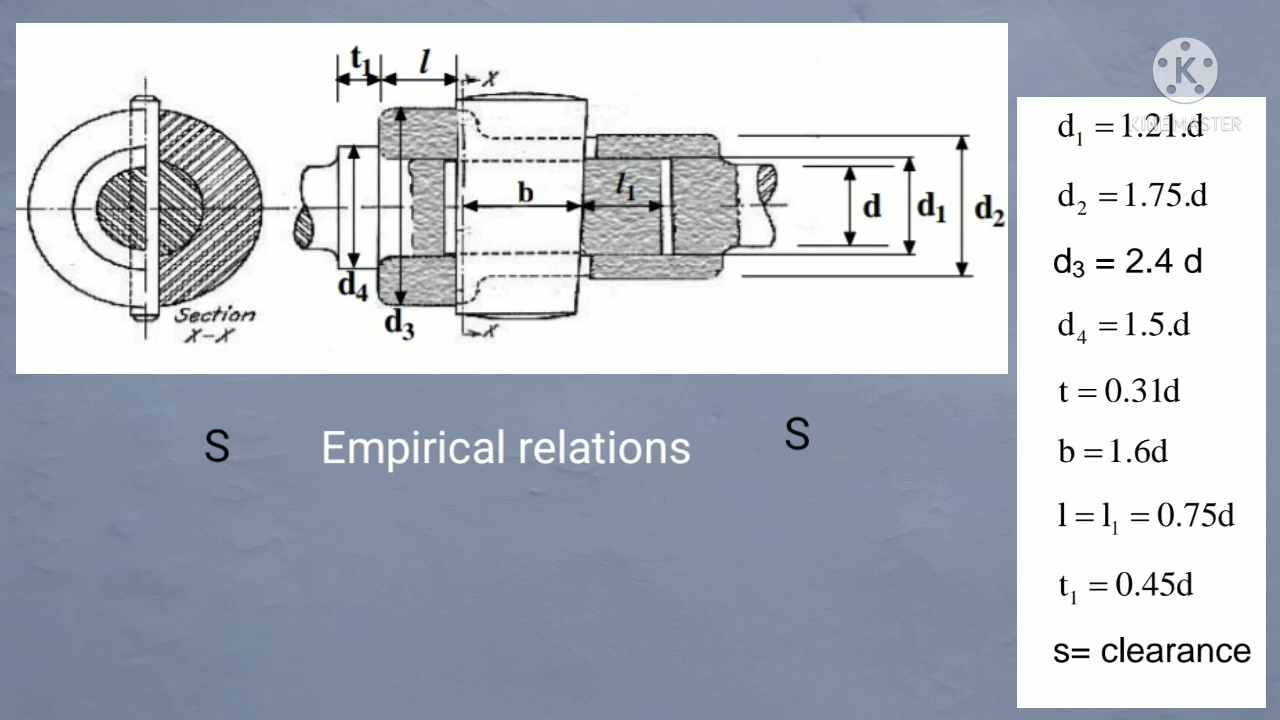 t₁ l X
b l₁ d d₁ d₂
d₄
d₃
Section
X-X
X
K
KINEMASTER
d₁ = 1.21.d
d₂ = 1.75.d
d₃ = 2.4 d
d₄ = 1.5.d
t = 0.31d
b = 1.6d
l = l₁ = 0.75d
t₁ = 0.45d
s= clearance
S Empirical relations S